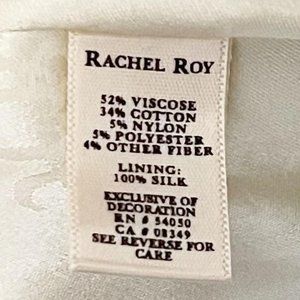 RACHEL ROY
52% VISCOSE
34% COTTON
5% NYLON
5% POLYESTER
4% OTHER FIBER
LINING:
100% SILK
EXCLUSIVE OF
DECORATION
RN # 54050
CA # 08349
SEE REVERSE FOR
CARE